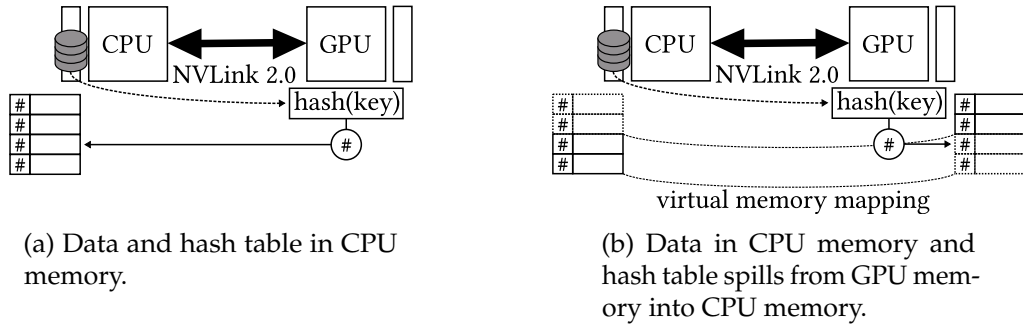 CPU
GPU
NVLink 2.0
hash(key)
#
#
#
#
#
(a) Data and hash table in CPU
memory.
CPU
GPU
NVLink 2.0
hash(key)
#
#
#
#
#
#
#
#
#
virtual memory mapping
(b) Data in CPU memory and
hash table spills from GPU mem-
ory into CPU memory.